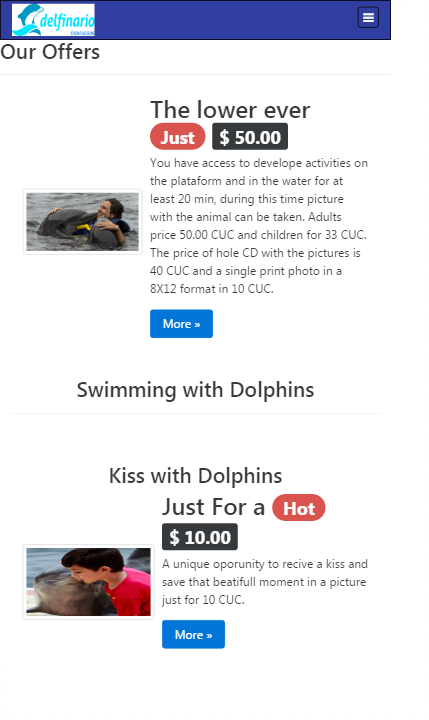 delfinario
CIENFUEGOS
Our Offers
The lower ever
Just $ 50.00
You have access to develope activities on
the plataform and in the water for at
least 20 min, during this time picture
with the animal can be taken. Adults
price 50.00 CUC and children for 33 CUC.
The price of hole CD with the pictures is
40 CUC and a single print photo in a
8X12 format in 10 CUC.
More »
Swimming with Dolphins
Kiss with Dolphins
Just For a Hot
$ 10.00
A unique oporunity to recive a kiss and
save that beatifull moment in a picture
just for 10 CUC.
More »